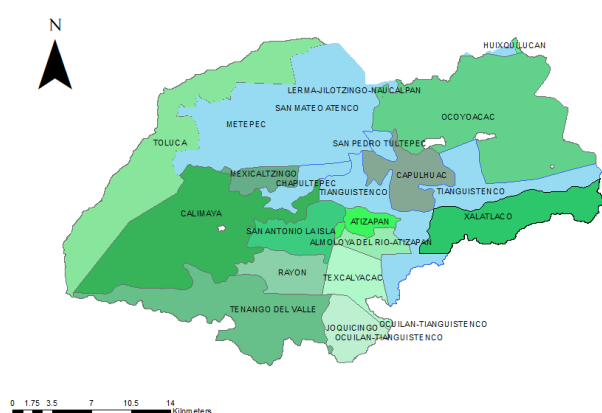 N
HUIXQUILUCAN
LERMA-JILOTZINGO-NAUCALPAN
SAN MATEO ATENCO
OCOYOACAC
METEPEC
TOLUCA
SAN PEDRO TULTEPEC
MEXICALTZINGO
CAPULHUAC
CHAPULTEPEC
TIANGUISTENCO
TIANGUISTENCO
CALIMAYA
ATIZAPAN
XALATLACO
SAN ANTONIO LA ISLA
ALMOLOYA DEL RIO-ATIZAPAN
RAYON
TEXCALYACAC
TENANGO DEL VALLE
JOQUICINGO
OCUILAN-TIANGUISTENCO
OCUILAN-TIANGUISTENCO
0 1.75 3.5 7 10.5 14
Kilometers